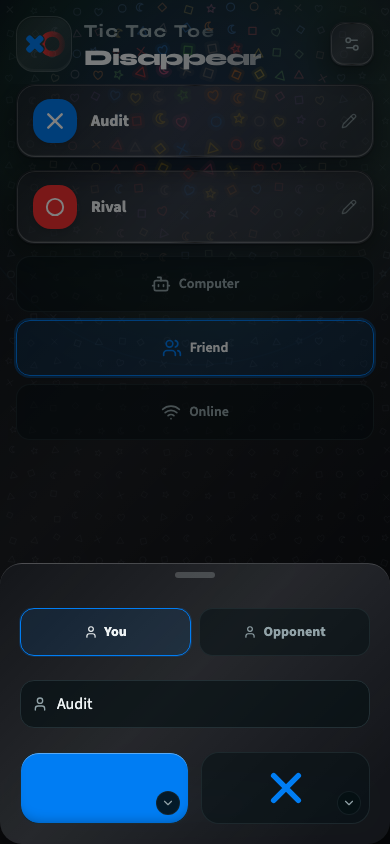 Tic Tac Toe
Disappear
Audit
Rival
Computer
Friend
Online
You
Opponent
Audit